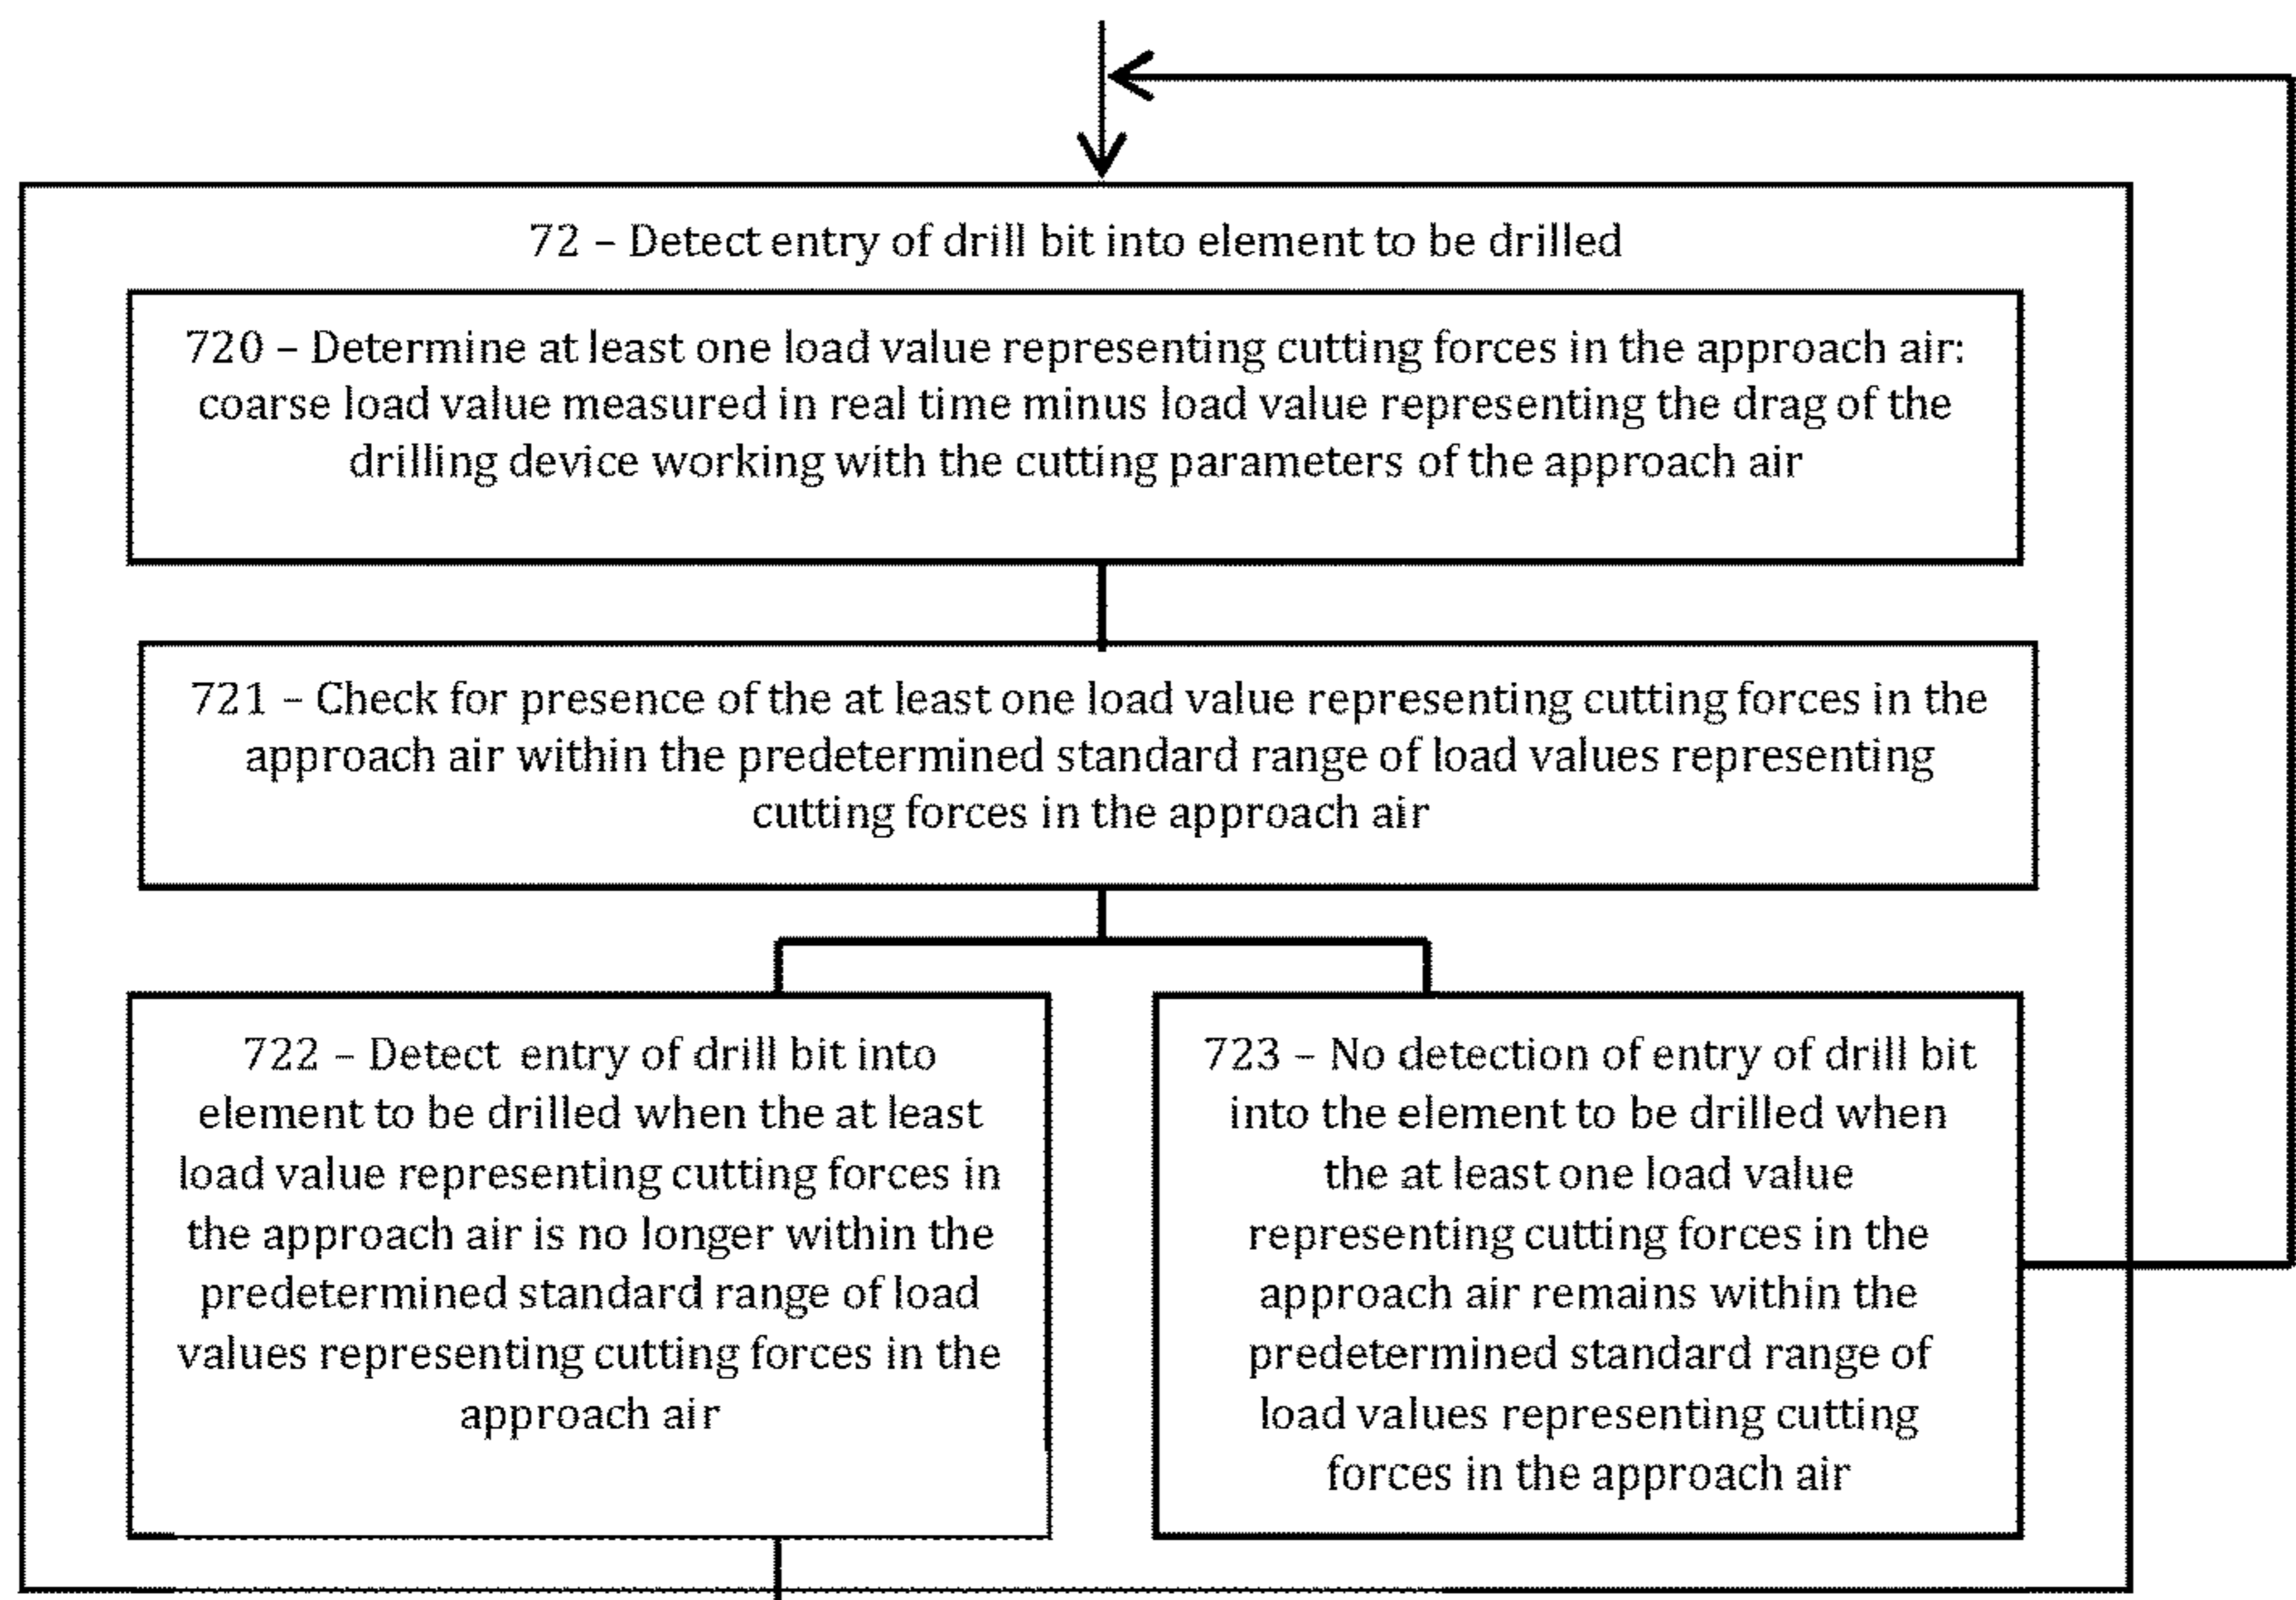 72 – Detect entry of drill bit into element to be drilled
720 – Determine at least one load value representing cutting forces in the approach air:
coarse load value measured in real time minus load value representing the drag of the
drilling device working with the cutting parameters of the approach air
721 – Check for presence of the at least one load value representing cutting forces in the
approach air within the predetermined standard range of load values representing
cutting forces in the approach air
722 – Detect entry of drill bit into
element to be drilled when the at least
load value representing cutting forces in
the approach air is no longer within the
predetermined standard range of load
values representing cutting forces in the
approach air
723 – No detection of entry of drill bit
into the element to be drilled when
the at least one load value
representing cutting forces in the
approach air remains within the
predetermined standard range of
load values representing cutting
forces in the approach air